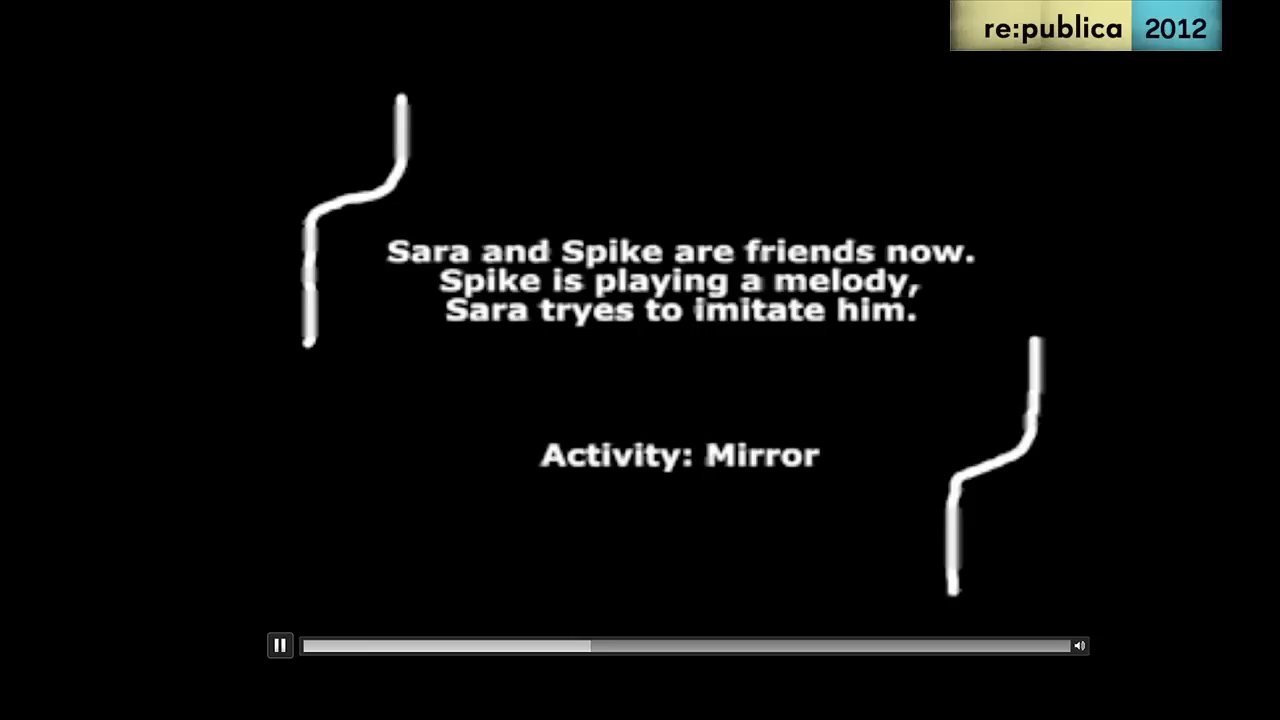 re:publica 2012
Sara and Spike are friends now.
Spike is playing a melody,
Sara tryes to imitate him.
Activity: Mirror